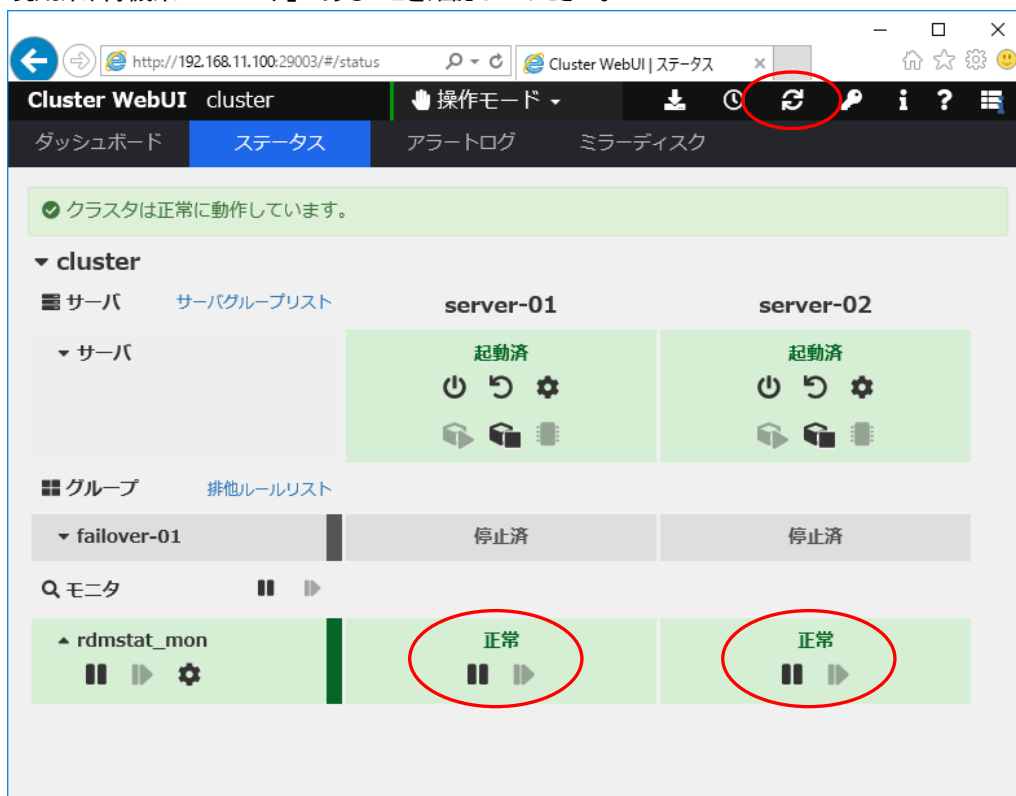 http://192.168.11.100:29003/#/status
Cluster WebUI | ステータス
Cluster WebUI cluster 操作モード
ダッシュボード ステータス アラートログ ミラーディスク
クラスタは正常に動作しています。
cluster
サーバ サーバグループリスト server-01 server-02
サーバ 起動済 起動済
グループ 排他ルールリスト
failover-01 停止済 停止済
モニタ
rdmstat_mon 正常 正常